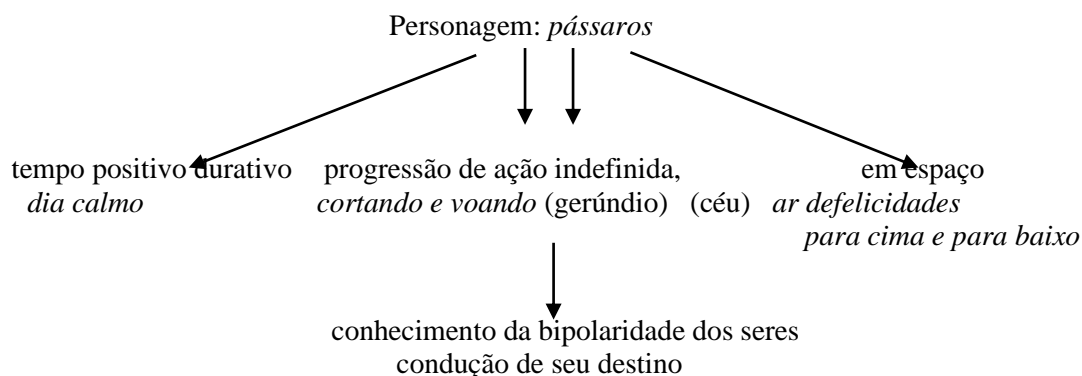 Personagem: pássaros
tempo positivo durativo progressão de ação indefinida, em espaço
dia calmo cortando e voando (gerúndio) (céu) ar defelicidades
para cima e para baixo
conhecimento da bipolaridade dos seres
condução de seu destino